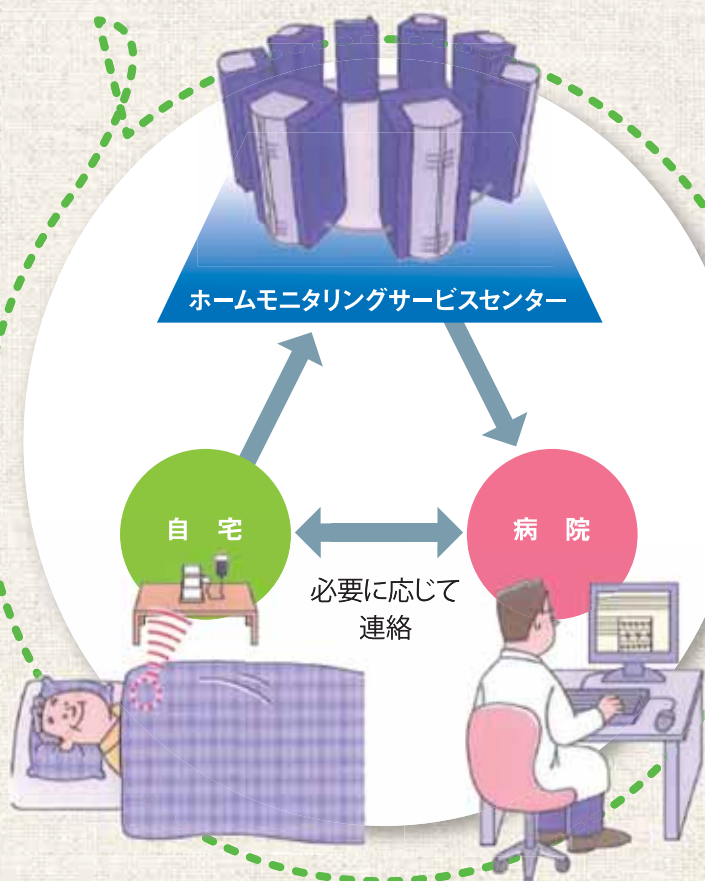 ホームモニタリングサービスセンター
自　宅
病　院
必要に応じて
連絡